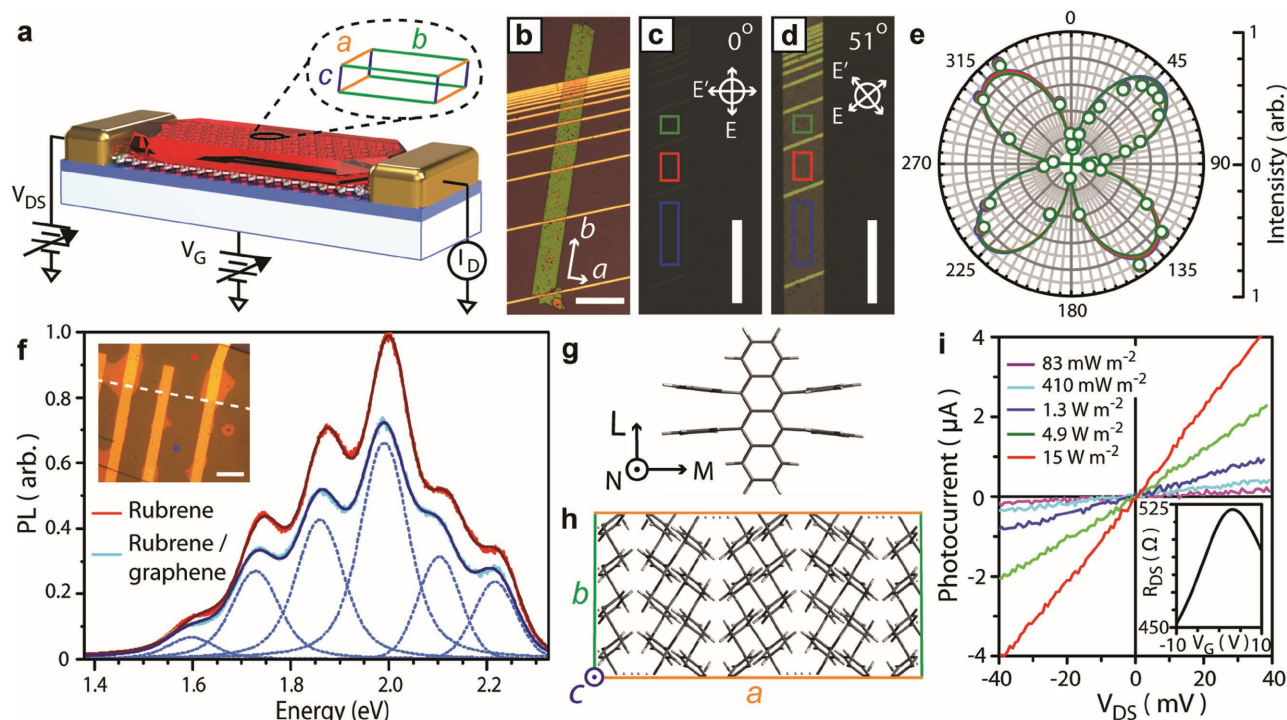 a
a
b
c
V_DS
V_G
I_D
b
b
a
c
0°
E'
E
d
51°
E'
E
e
0
45
90
135
180
225
270
315
1
0
1
Intensisty (arb.)
f
1.0
0.8
0.6
0.4
0.2
0
PL ( arb.)
Rubrene
Rubrene /
graphene
1.4 1.6 1.8 2.0 2.2
Energy (eV)
g
L
N M
h
b
c a
i
4
2
0
-2
-4
Photocurrent ( μA )
83 mW m⁻²
410 mW m⁻²
1.3 W m⁻²
4.9 W m⁻²
15 W m⁻²
525
R_DS ( Ω )
450
-10 V_G ( V ) 10
-40 -20 0 20 40
V_DS ( mV )